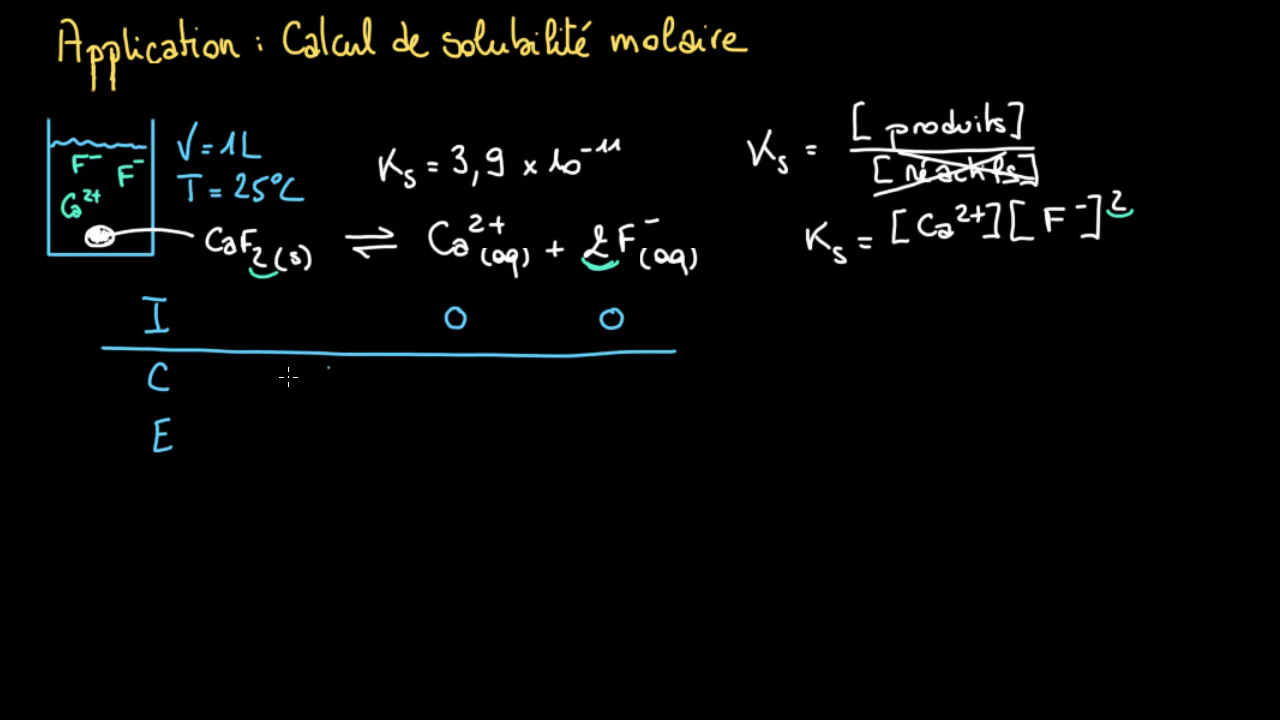 Application : Calcul de solubilité molaire
F⁻ F⁻
Ca²⁺
V = 1L
T = 25°C
Ks = 3,9 × 10⁻¹¹
Ks = [produits] / [réactifs]
CaF₂(s) ⇌ Ca²⁺(aq) + 2F⁻(aq)
Ks = [Ca²⁺][F⁻]²
I 0 0
C
E